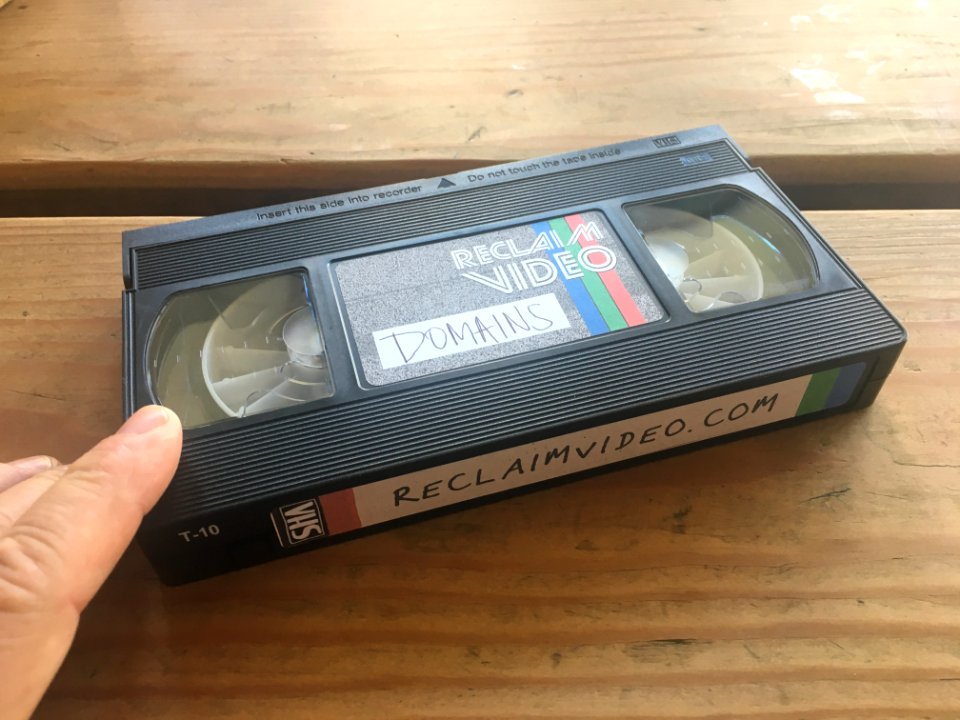 Insert this side into recorder ▲ Do not touch the tape inside
VHS
RECLAIM
VIDEO
DOMAINS
RECLAIMVIDEO.COM
VHS
T-10